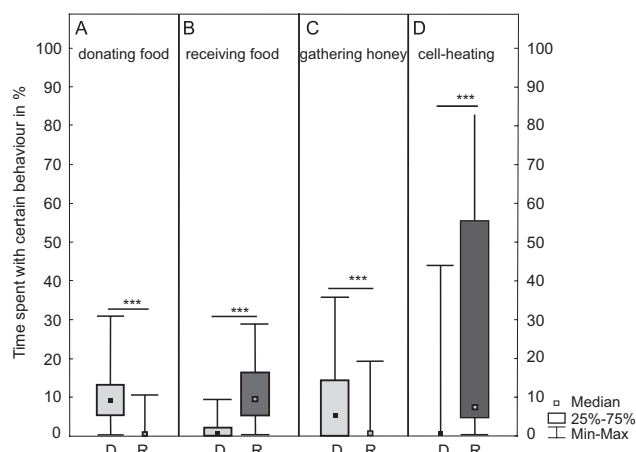 A B C D
donating food receiving food gathering honey cell-heating
Time spent with certain behaviour in %
100 100
90 90
80 80
70 70
60 60
50 50
40 40
30 30
20 20
10 10
0 0
***
***
***
***
Median
25%-75%
Min-Max
D R D R D R D R